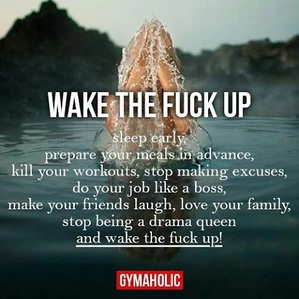 WAKE THE FUCK UP
sleep early,
prepare your meals in advance,
kill your workouts, stop making excuses,
do your job like a boss,
make your friends laugh, love your family,
stop being a drama queen
and wake the fuck up!
GYMAHOLIC